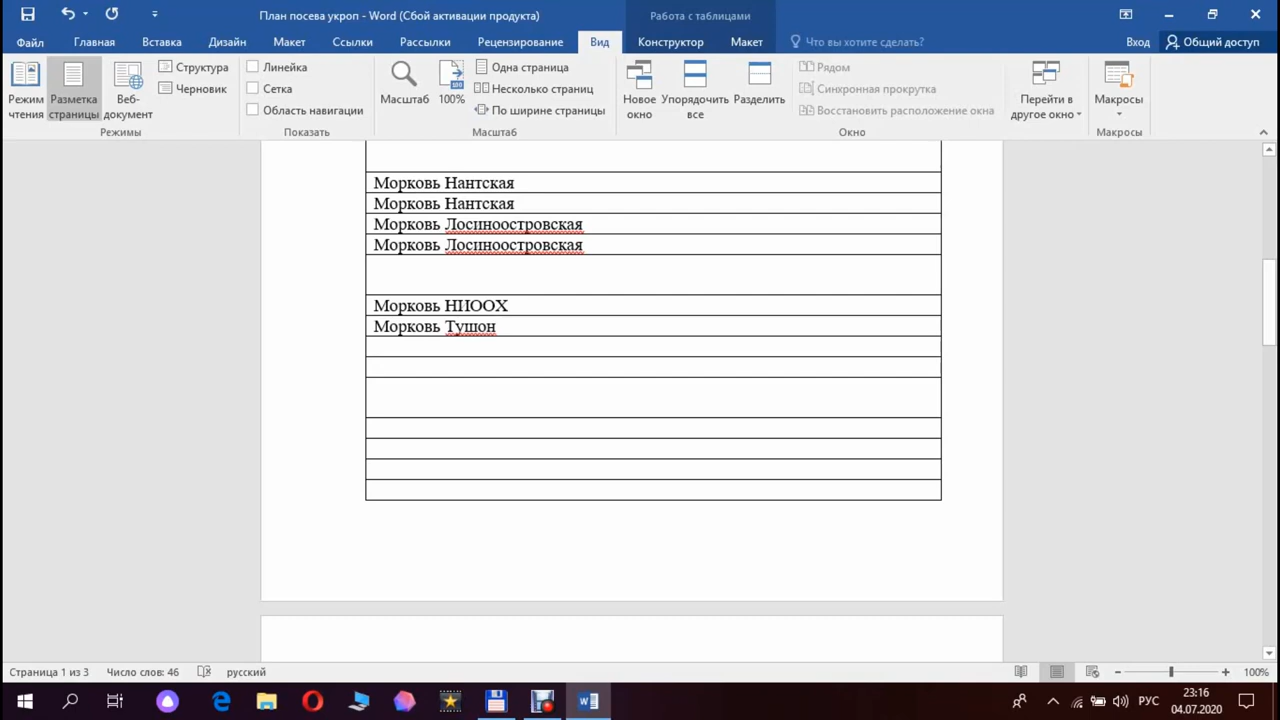 План посева укроп - Word (Сбой активации продукта)
Работа с таблицами
Файл Главная Вставка Дизайн Макет Ссылки Рассылки Рецензирование Вид Конструктор Макет Что вы хотите сделать? Вход Общий доступ
Режим чтения
Разметка страницы
Веб-документ
Структура
Черновик
Режимы
Линейка
Сетка
Область навигации
Показать
Масштаб
100%
Одна страница
Несколько страниц
По ширине страницы
Масштаб
Новое окно
Упорядочить все
Разделить
Рядом
Синхронная прокрутка
Восстановить расположение окна
Окно
Перейти в другое окно
Макросы
Макросы
Морковь Нантская
Морковь Нантская
Морковь Лосиноостровская
Морковь Лосиноостровская
Морковь НИООХ
Морковь Тушон
Страница 1 из 3 Число слов: 46 русский 100%
РУС
23:16
04.07.2020